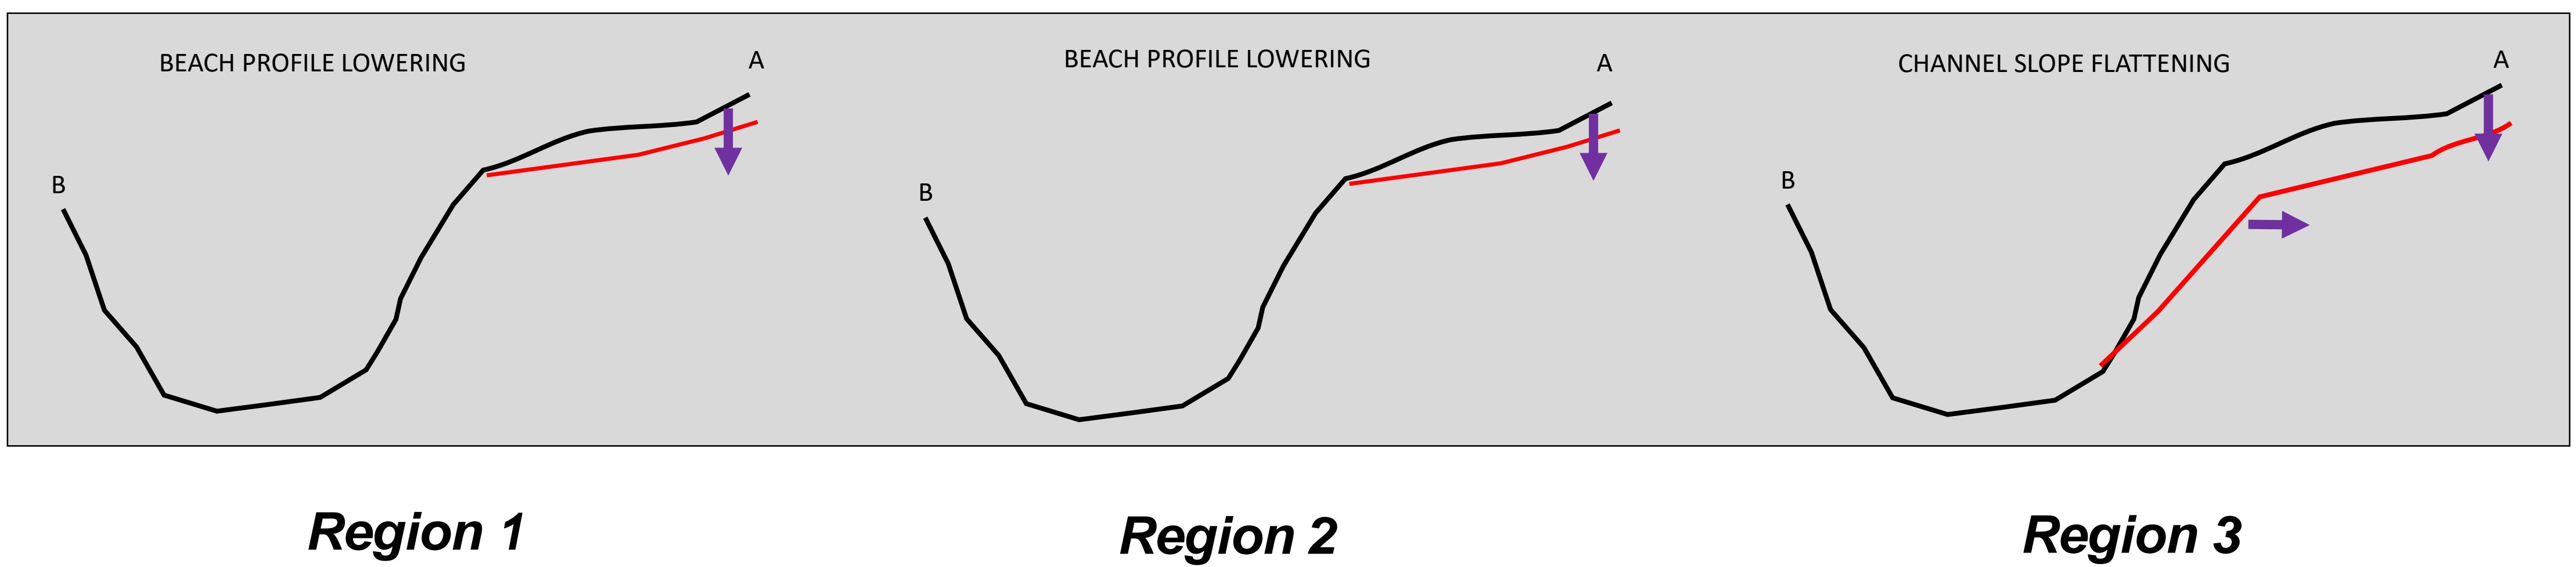 BEACH PROFILE LOWERING
A
B
BEACH PROFILE LOWERING
A
B
CHANNEL SLOPE FLATTENING
A
B
Region 1
Region 2
Region 3